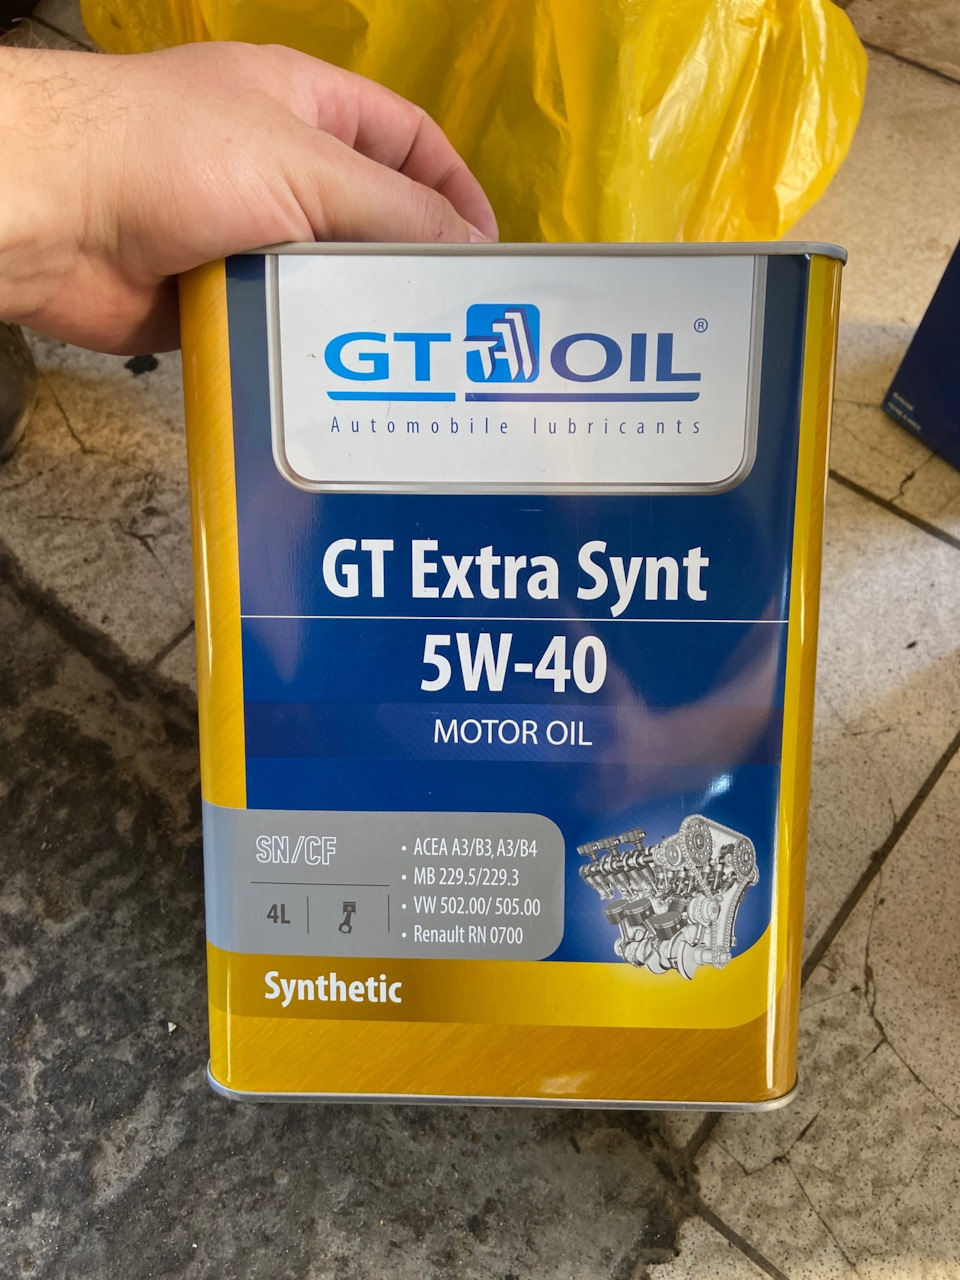 GT OIL®
Automobile lubricants
GT Extra Synt
5W-40
MOTOR OIL
SN/CF
4L
• ACEA A3/B3, A3/B4
• MB 229.5/229.3
• VW 502.00/ 505.00
• Renault RN 0700
Synthetic